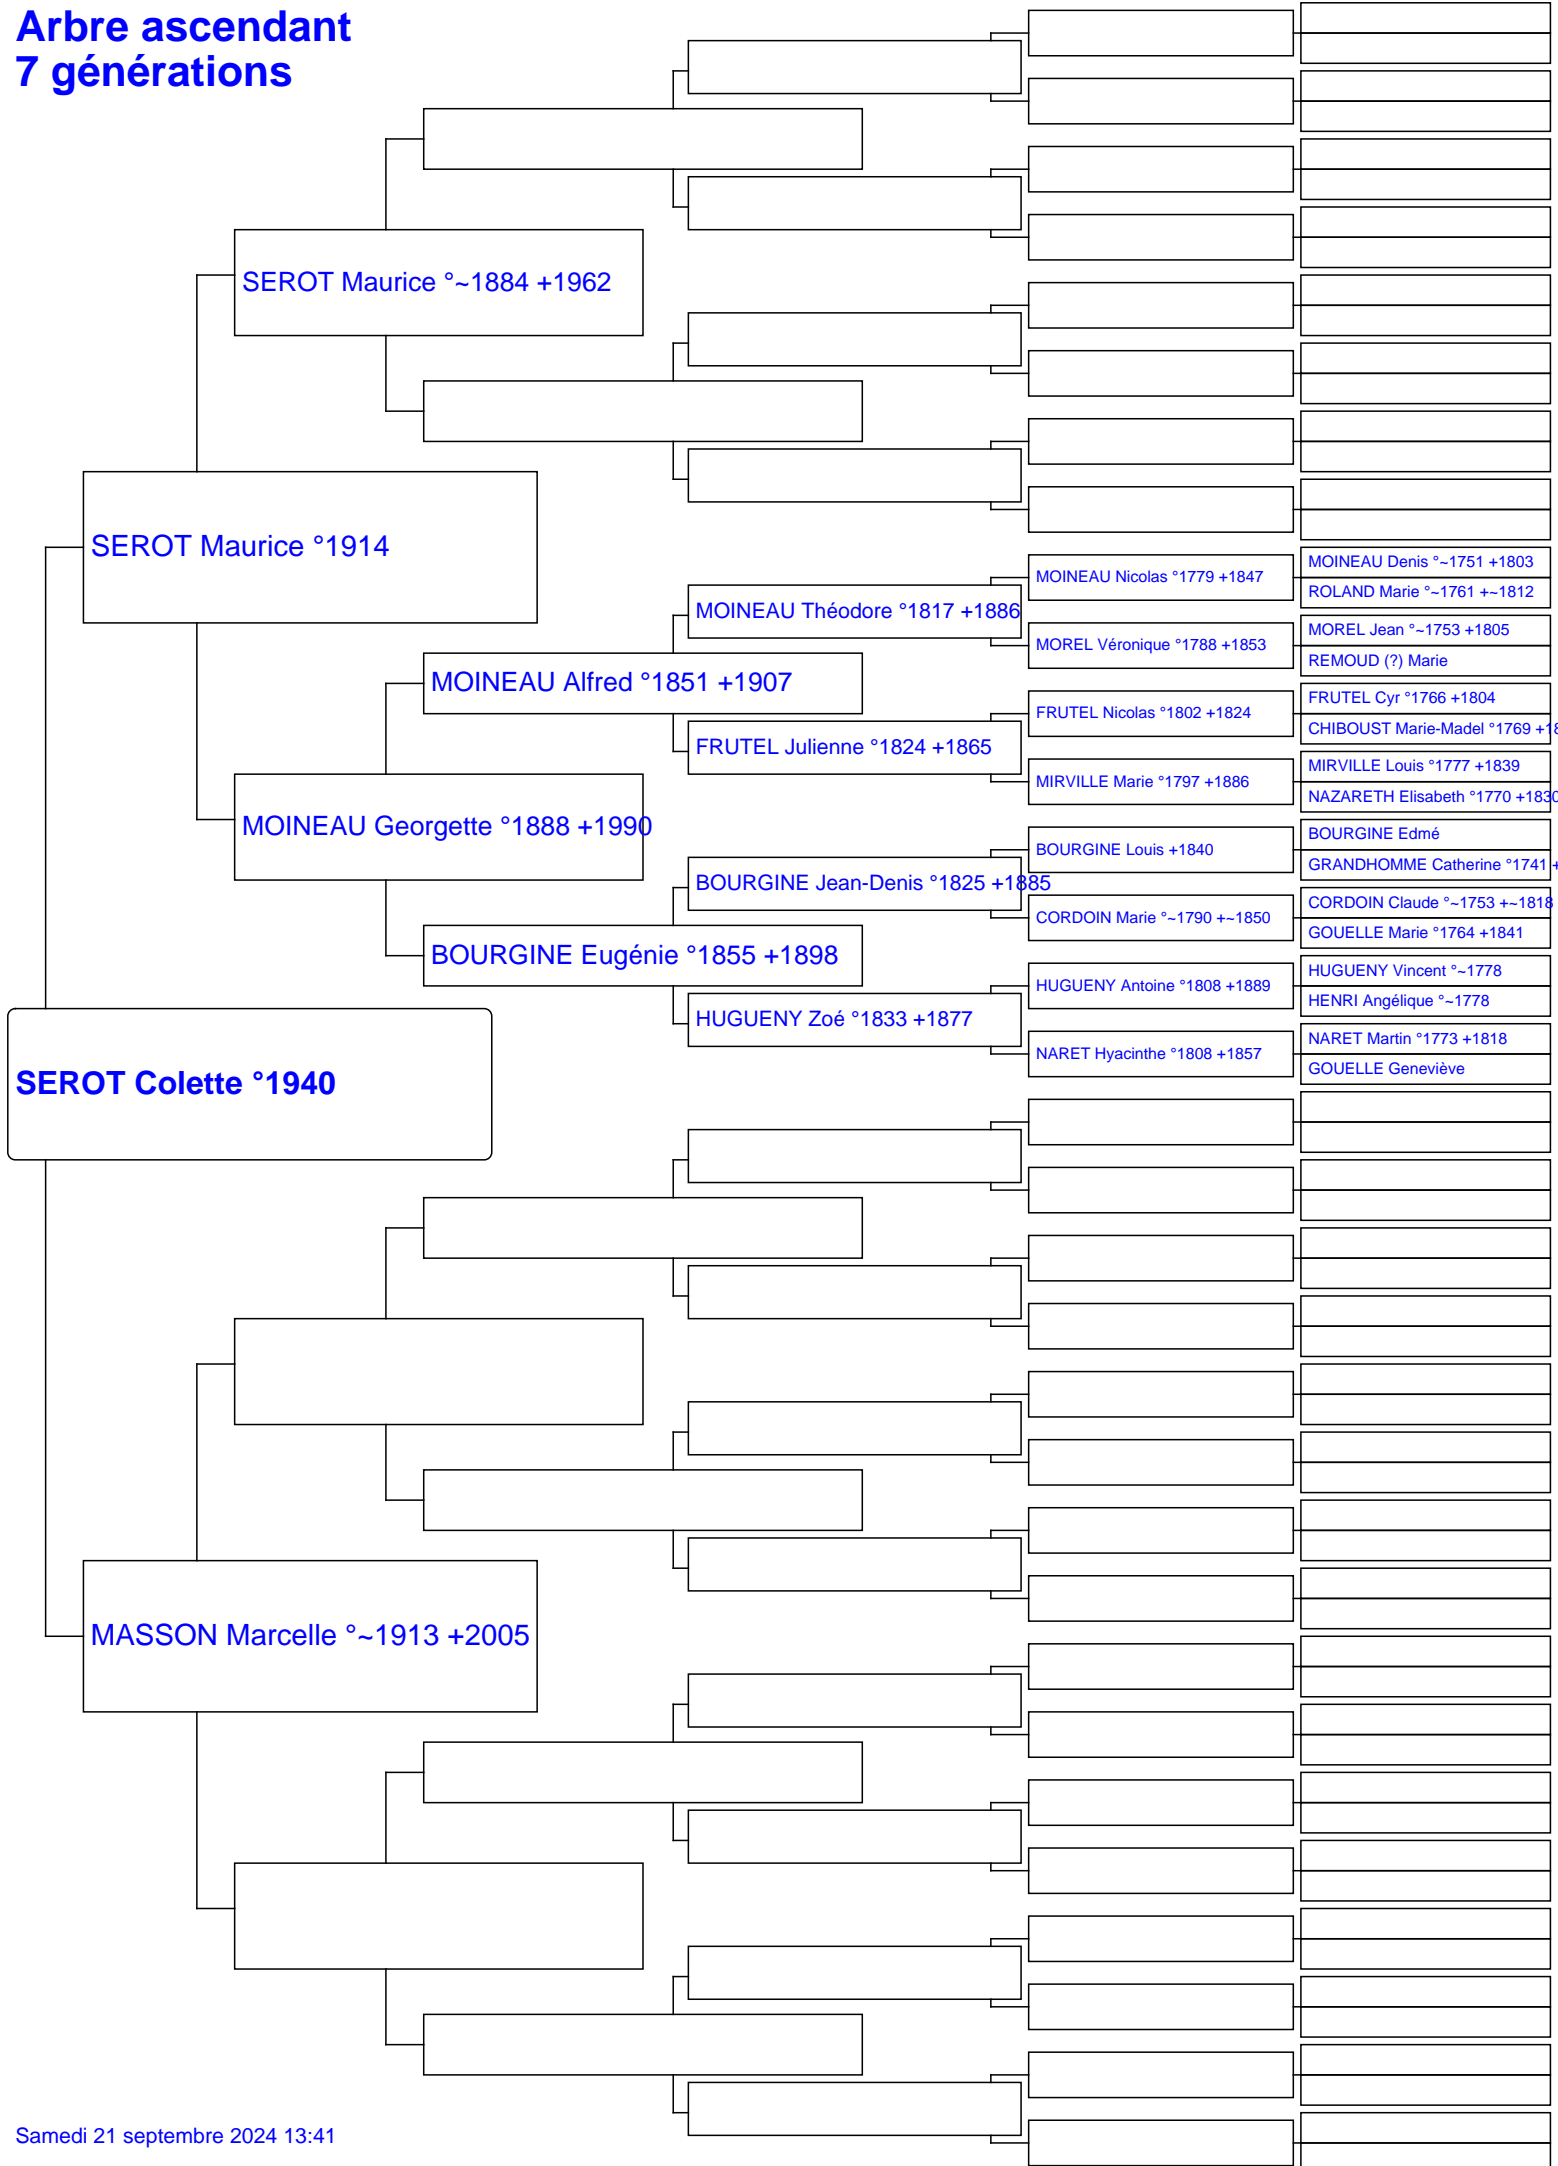 Arbre ascendant
7 générations
SEROT Maurice °~1884 +1962
SEROT Maurice °1914
MOINEAU Denis °~1751 +1803
MOINEAU Nicolas °1779 +1847
ROLAND Marie °~1761 +~1812
MOINEAU Théodore °1817 +1886
MOREL Jean °~1753 +1805
MOREL Véronique °1788 +1853
REMOUD (?) Marie
MOINEAU Alfred °1851 +1907
FRUTEL Cyr °1766 +1804
FRUTEL Nicolas °1802 +1824
CHIBOUST Marie-Madel °1769 +18
FRUTEL Julienne °1824 +1865
MIRVILLE Louis °1777 +1839
MIRVILLE Marie °1797 +1886
NAZARETH Elisabeth °1770 +1830
MOINEAU Georgette °1888 +1990
BOURGINE Edmé
BOURGINE Louis +1840
GRANDHOMME Catherine °1741 +
BOURGINE Jean-Denis °1825 +1885
CORDOIN Claude °~1753 +~1818
CORDOIN Marie °~1790 +~1850
GOUELLE Marie °1764 +1841
BOURGINE Eugénie °1855 +1898
HUGUENY Vincent °~1778
HUGUENY Antoine °1808 +1889
HENRI Angélique °~1778
HUGUENY Zoé °1833 +1877
NARET Martin °1773 +1818
NARET Hyacinthe °1808 +1857
GOUELLE Geneviève
SEROT Colette °1940
MASSON Marcelle °~1913 +2005
Samedi 21 septembre 2024 13:41